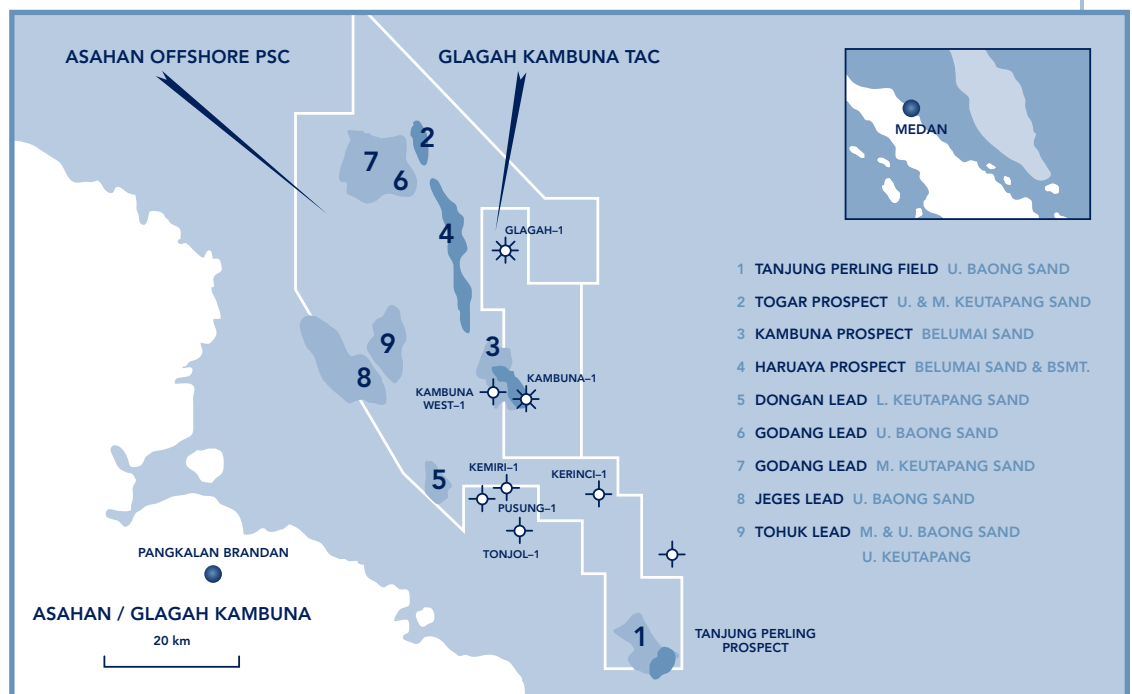 ASAHAN OFFSHORE PSC
GLAGAH KAMBUNA TAC
MEDAN
2
7
6
4
GLAGAH–1
9
3
8
KAMBUNA–1
KAMBUNA
WEST–1
5
KEMIRI–1
KERINCI–1
PUSUNG–1
TONJOL–1
1
TANJUNG PERLING
PROSPECT
PANGKALAN BRANDAN
ASAHAN / GLAGAH KAMBUNA
20 km
1 TANJUNG PERLING FIELD U. BAONG SAND
2 TOGAR PROSPECT U. & M. KEUTAPANG SAND
3 KAMBUNA PROSPECT BELUMAI SAND
4 HARUAYA PROSPECT BELUMAI SAND & BSMT.
5 DONGAN LEAD L. KEUTAPANG SAND
6 GODANG LEAD U. BAONG SAND
7 GODANG LEAD M. KEUTAPANG SAND
8 JEGES LEAD U. BAONG SAND
9 TOHUK LEAD M. & U. BAONG SAND
U. KEUTAPANG